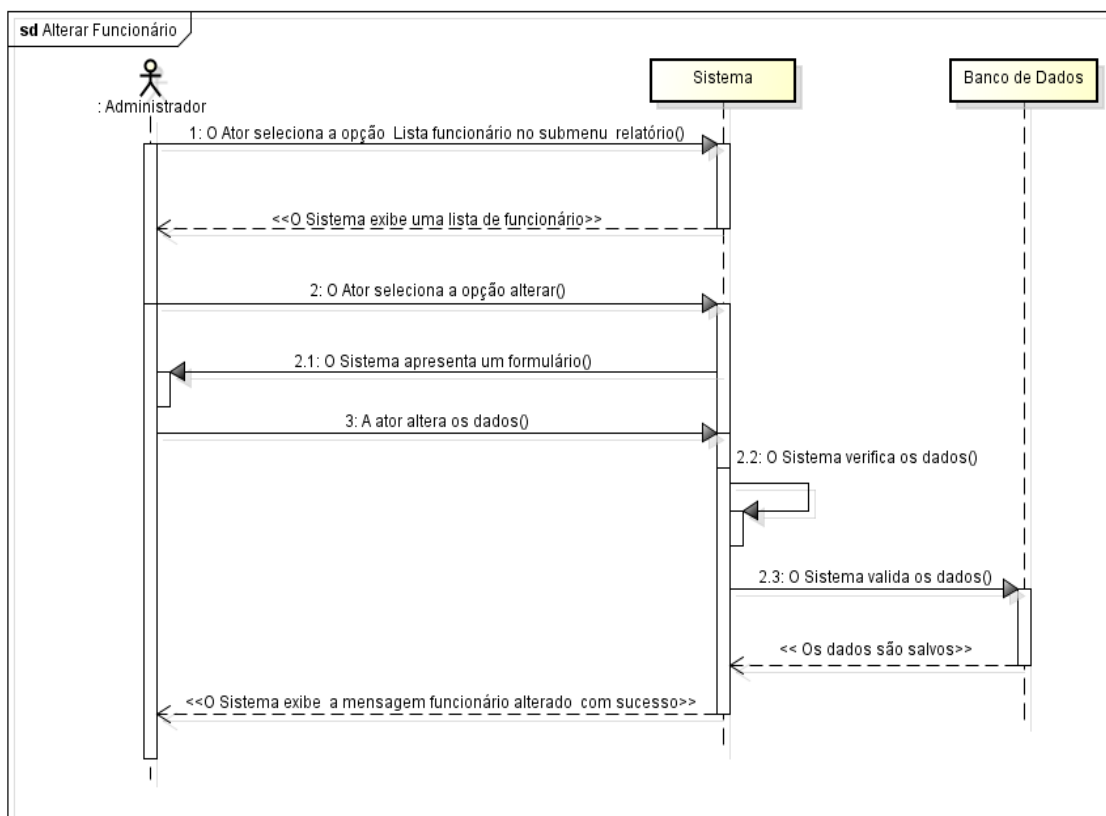 sd Alterar Funcionário
: Administrador
Sistema
Banco de Dados
1: O Ator seleciona a opção Lista funcionário no submenu relatório()
<<O Sistema exibe uma lista de funcionário>>
2: O Ator seleciona a opção alterar()
2.1: O Sistema apresenta um formulário()
3: A ator altera os dados()
2.2: O Sistema verifica os dados()
2.3: O Sistema valida os dados()
<< Os dados são salvos>>
<<O Sistema exibe a mensagem funcionário alterado com sucesso>>